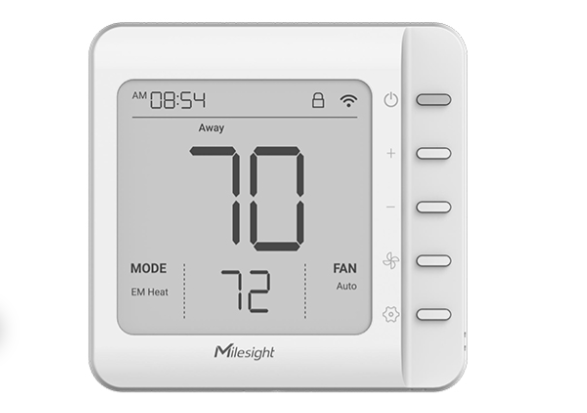 AM 08:54
Away
70
MODE
EM Heat
72
FAN
Auto
+
−
Milesight